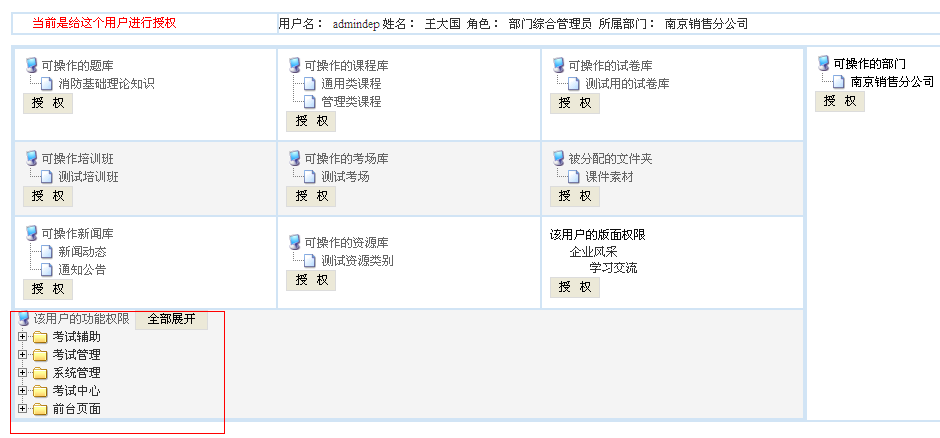 当前是给这个用户进行授权
用户名： admindep 姓名： 王大国 角色： 部门综合管理员 所属部门： 南京销售分公司
可操作的题库
消防基础理论知识
授 权
可操作的课程库
通用类课程
管理类课程
授 权
可操作的试卷库
测试用的试卷库
授 权
可操作的部门
南京销售分公司
授 权
可操作培训班
测试培训班
授 权
可操作的考场库
测试考场
授 权
被分配的文件夹
课件素材
授 权
可操作新闻库
新闻动态
通知公告
授 权
可操作的资源库
测试资源类别
授 权
该用户的版面权限
企业风采
学习交流
授 权
该用户的功能权限 全部展开
考试辅助
考试管理
系统管理
考试中心
前台页面